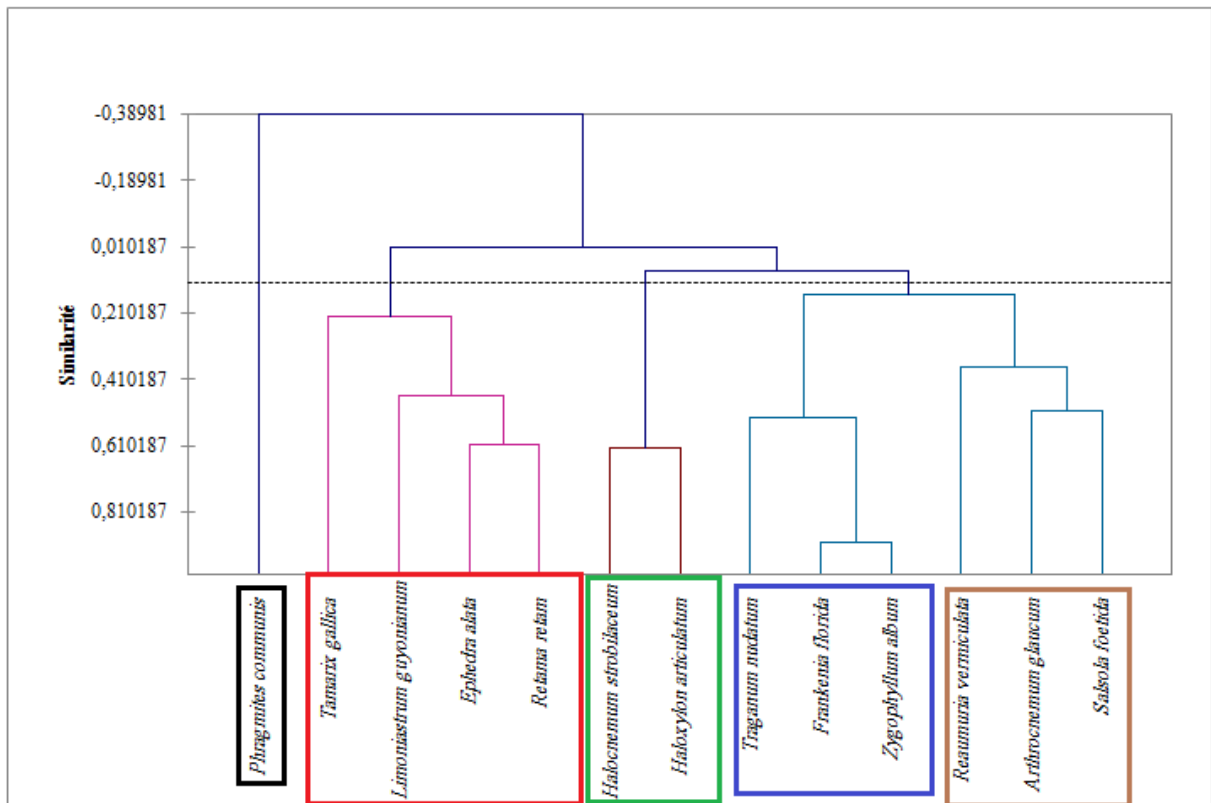 -0,38981
-0,18981
0,010187
0,210187
0,410187
0,610187
0,810187
Similarité
Phragmites communis
Tamarix gallica
Limoniastrum guyonianum
Ephedra alata
Retama retam
Halocnemum strobilaceum
Haloxylon articulatum
Traganum nudatum
Frankenia florida
Zygophyllum album
Reaumuria vermiculata
Arthrocnemum glaucum
Salsola foetida